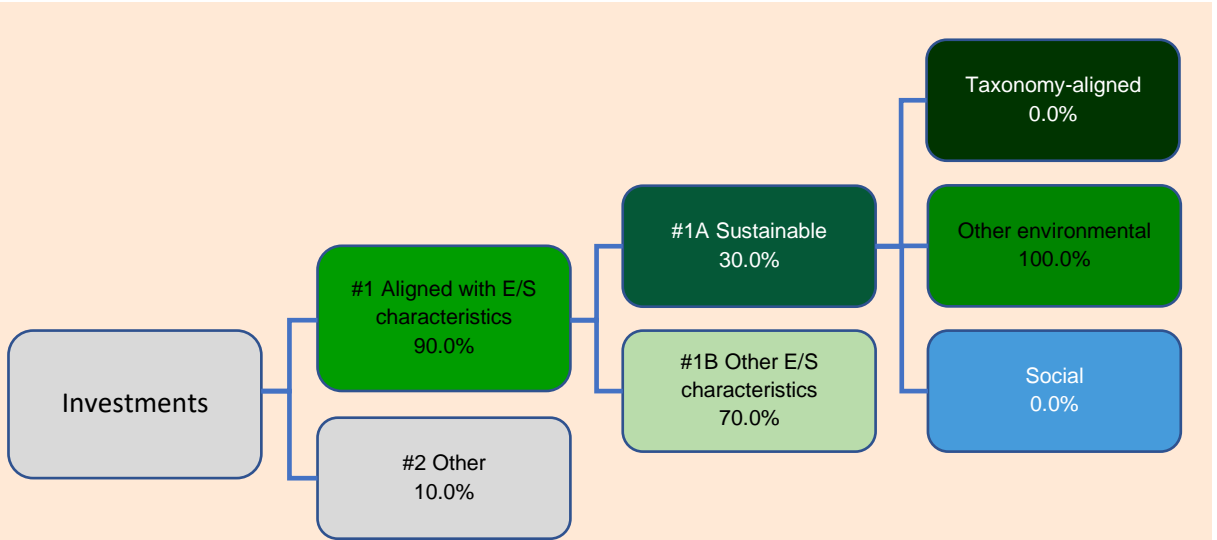 Investments
#1 Aligned with E/S
characteristics
90.0%
#2 Other
10.0%
#1A Sustainable
30.0%
#1B Other E/S
characteristics
70.0%
Taxonomy-aligned
0.0%
Other environmental
100.0%
Social
0.0%